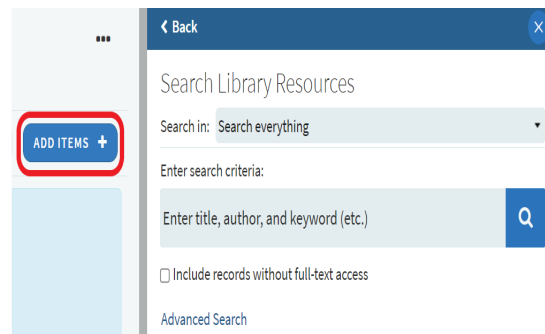 ADD ITEMS +
Back
Search Library Resources
Search in: Search everything
Enter search criteria:
Enter title, author, and keyword (etc.)
Include records without full-text access
Advanced Search